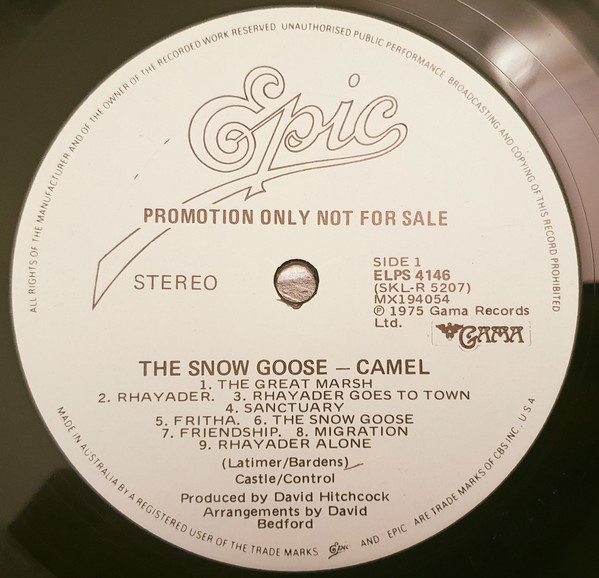 ALL RIGHTS OF THE MANUFACTURER AND OF THE OWNER OF THE RECORDED WORK RESERVED UNAUTHORISED PUBLIC PERFORMANCE BROADCASTING AND COPYING OF THIS RECORD PROHIBITED
Epic
PROMOTION ONLY NOT FOR SALE
STEREO
SIDE 1
ELPS 4146
(SKL-R 5207)
MX194054
℗ 1975 Gama Records
Ltd.
GAMA
THE SNOW GOOSE – CAMEL
1. THE GREAT MARSH
2. RHAYADER. 3. RHAYADER GOES TO TOWN
4. SANCTUARY
5. FRITHA. 6. THE SNOW GOOSE
7. FRIENDSHIP. 8. MIGRATION
9. RHAYADER ALONE
(Latimer/Bardens)
Castle/Control
Produced by David Hitchcock
Arrangements by David
Bedford
MADE IN AUSTRALIA BY A REGISTERED USER OF THE TRADE MARKS Epic AND EPIC ARE TRADE MARKS OF CBS INC. USA